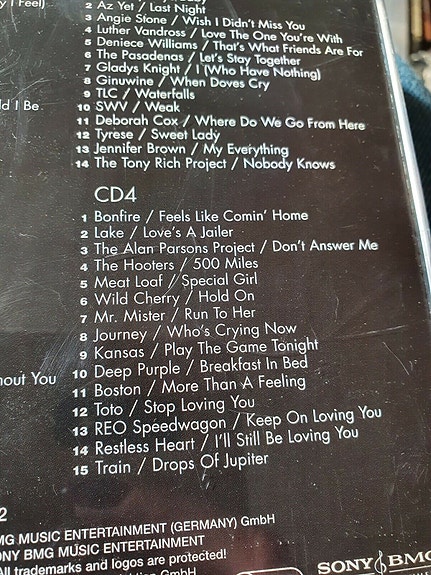 y I Feel)
2 Az Yet / Last Night
3 Angie Stone / Wish I Didn't Miss You
4 Luther Vandross / Love The One You're With
5 Deniece Williams / That's What Friends Are For
6 The Pasadenas / Let's Stay Together
7 Gladys Knight / I (Who Have Nothing)
8 Ginuwine / When Doves Cry
9 TLC / Waterfalls
ld I Be
10 SWV / Weak
11 Deborah Cox / Where Do We Go From Here
12 Tyrese / Sweet Lady
13 Jennifer Brown / My Everything
14 The Tony Rich Project / Nobody Knows
CD4
1 Bonfire / Feels Like Comin' Home
2 Lake / Love's A Jailer
3 The Alan Parsons Project / Don't Answer Me
4 The Hooters / 500 Miles
5 Meat Loaf / Special Girl
6 Wild Cherry / Hold On
7 Mr. Mister / Run To Her
8 Journey / Who's Crying Now
9 Kansas / Play The Game Tonight
hout You
10 Deep Purple / Breakfast In Bed
11 Boston / More Than A Feeling
12 Toto / Stop Loving You
13 REO Speedwagon / Keep On Loving You
14 Restless Heart / I'll Still Be Loving You
15 Train / Drops Of Jupiter
2
MG MUSIC ENTERTAINMENT (GERMANY) GmbH
ONY BMG MUSIC ENTERTAINMENT
All trademarks and logos are protected!
GmbH
SONY BMG